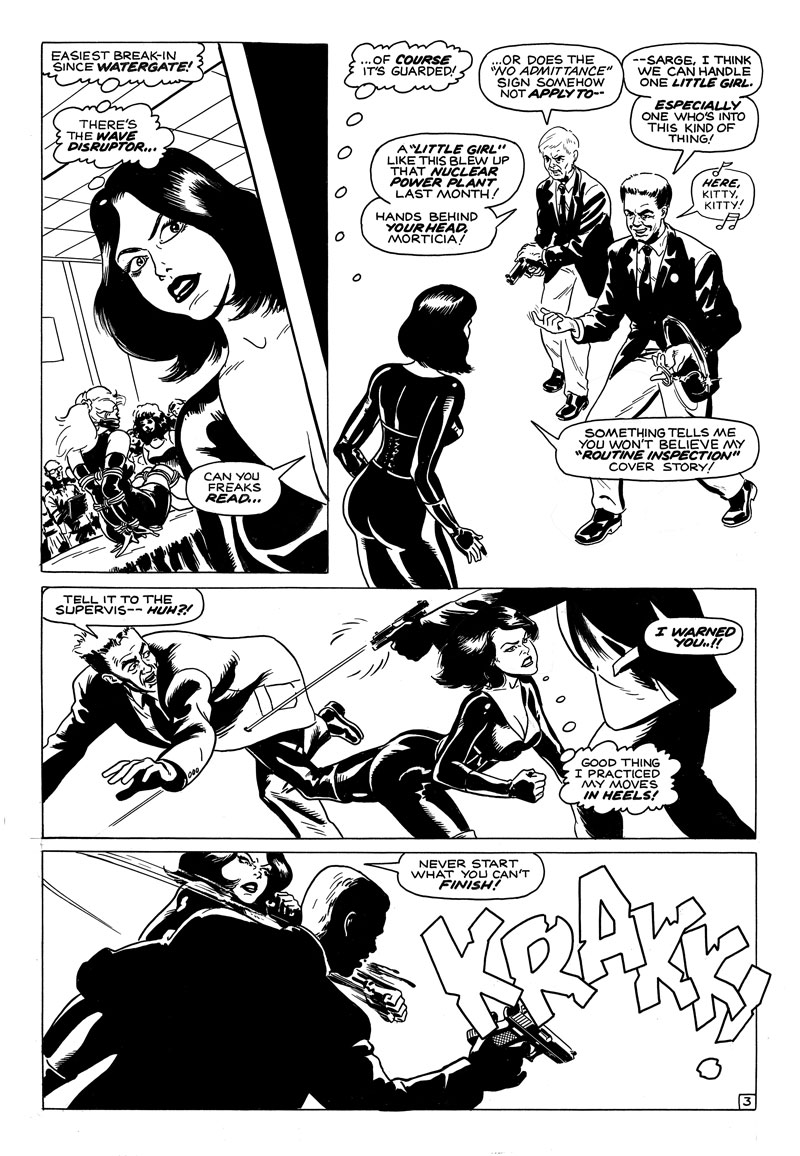 EASIEST BREAK-IN
SINCE WATERGATE!
THERE'S
THE WAVE
DISRUPTOR...
CAN YOU
FREAKS
READ...
...OF COURSE
IT'S GUARDED!
...OR DOES THE
"NO ADMITTANCE"
SIGN SOMEHOW
NOT APPLY TO--
--SARGE, I THINK
WE CAN HANDLE
ONE LITTLE GIRL.
ESPECIALLY
ONE WHO'S INTO
THIS KIND OF
THING!
HERE,
KITTY,
KITTY!
A "LITTLE GIRL"
LIKE THIS BLEW UP
THAT NUCLEAR
POWER PLANT
LAST MONTH!
HANDS BEHIND
YOUR HEAD,
MORTICIA!
SOMETHING TELLS ME
YOU WON'T BELIEVE MY
"ROUTINE INSPECTION"
COVER STORY!
TELL IT TO THE
SUPERVIS-- HUH?!
I WARNED
YOU..!!
GOOD THING
I PRACTICED
MY MOVES
IN HEELS!
NEVER START
WHAT YOU CAN'T
FINISH!
KRAKK!
3